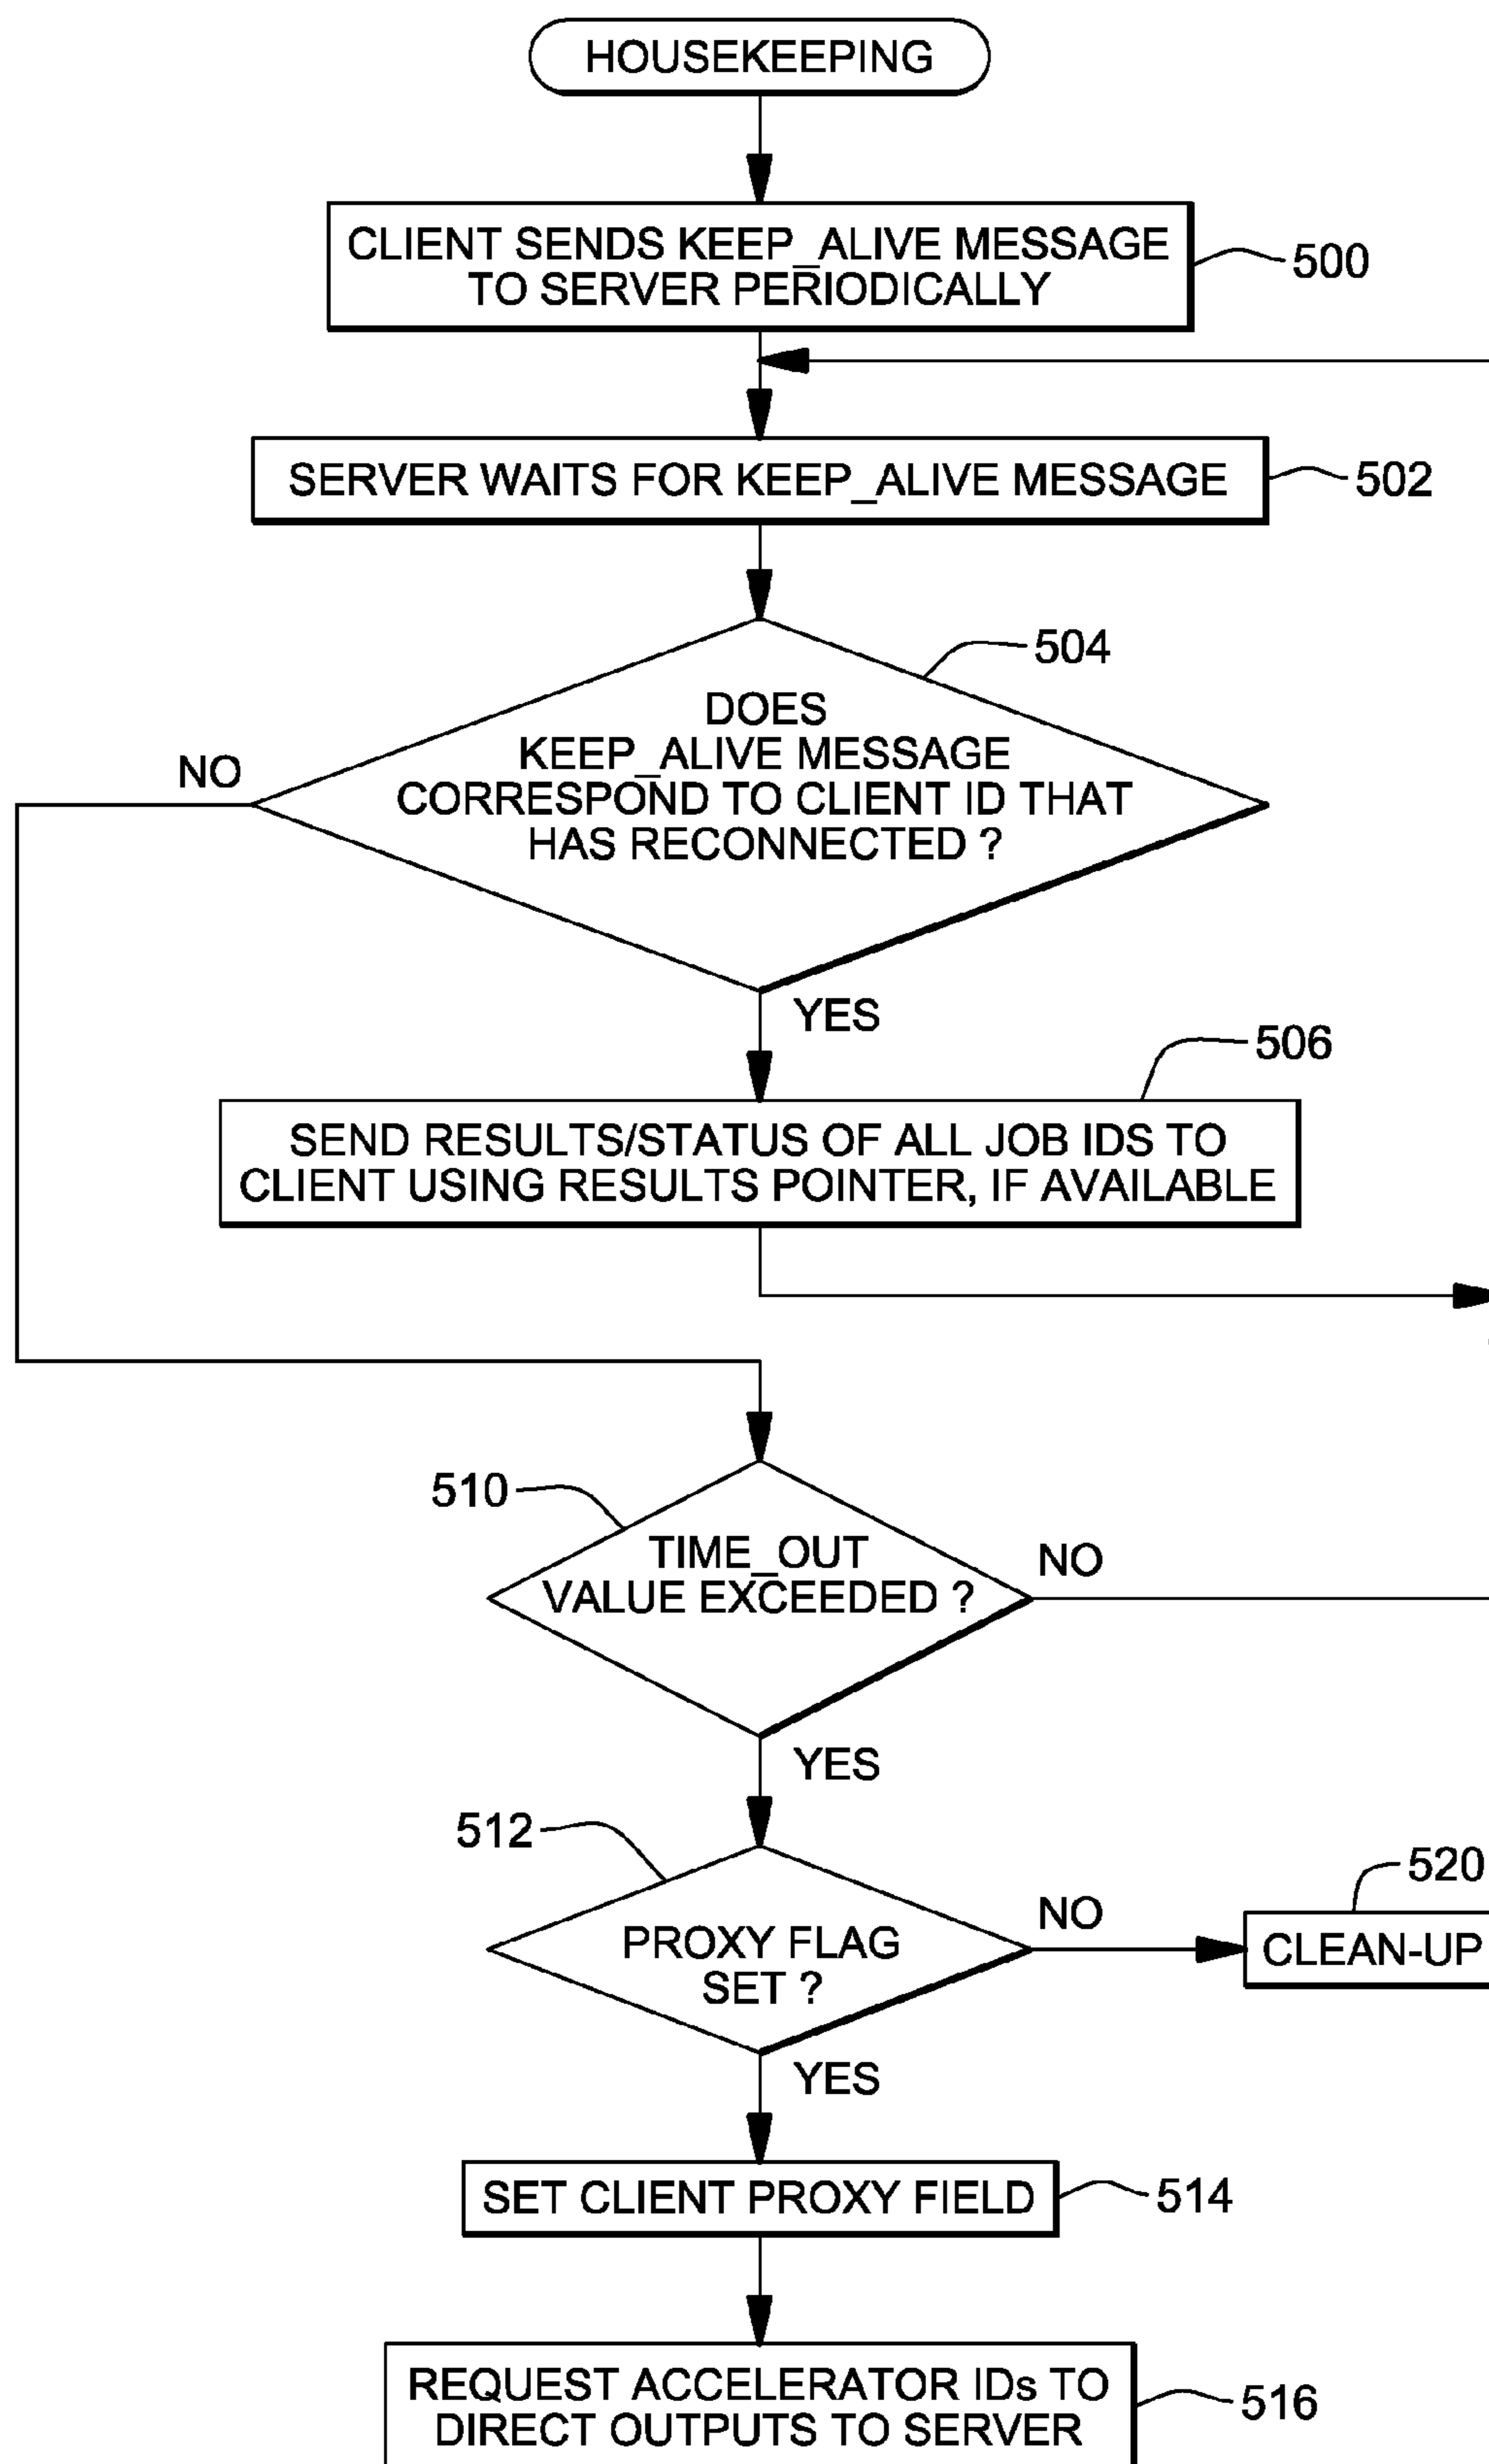 HOUSEKEEPING
CLIENT SENDS KEEP_ALIVE MESSAGE
TO SERVER PERIODICALLY
500
SERVER WAITS FOR KEEP_ALIVE MESSAGE
502
504
DOES
KEEP_ALIVE MESSAGE
CORRESPOND TO CLIENT ID THAT
HAS RECONNECTED ?
NO
YES
506
SEND RESULTS/STATUS OF ALL JOB IDS TO
CLIENT USING RESULTS POINTER, IF AVAILABLE
510
TIME_OUT
VALUE EXCEEDED ?
NO
YES
512
PROXY FLAG
SET ?
NO
520
CLEAN-UP
YES
SET CLIENT PROXY FIELD
514
REQUEST ACCELERATOR IDs TO
DIRECT OUTPUTS TO SERVER
516